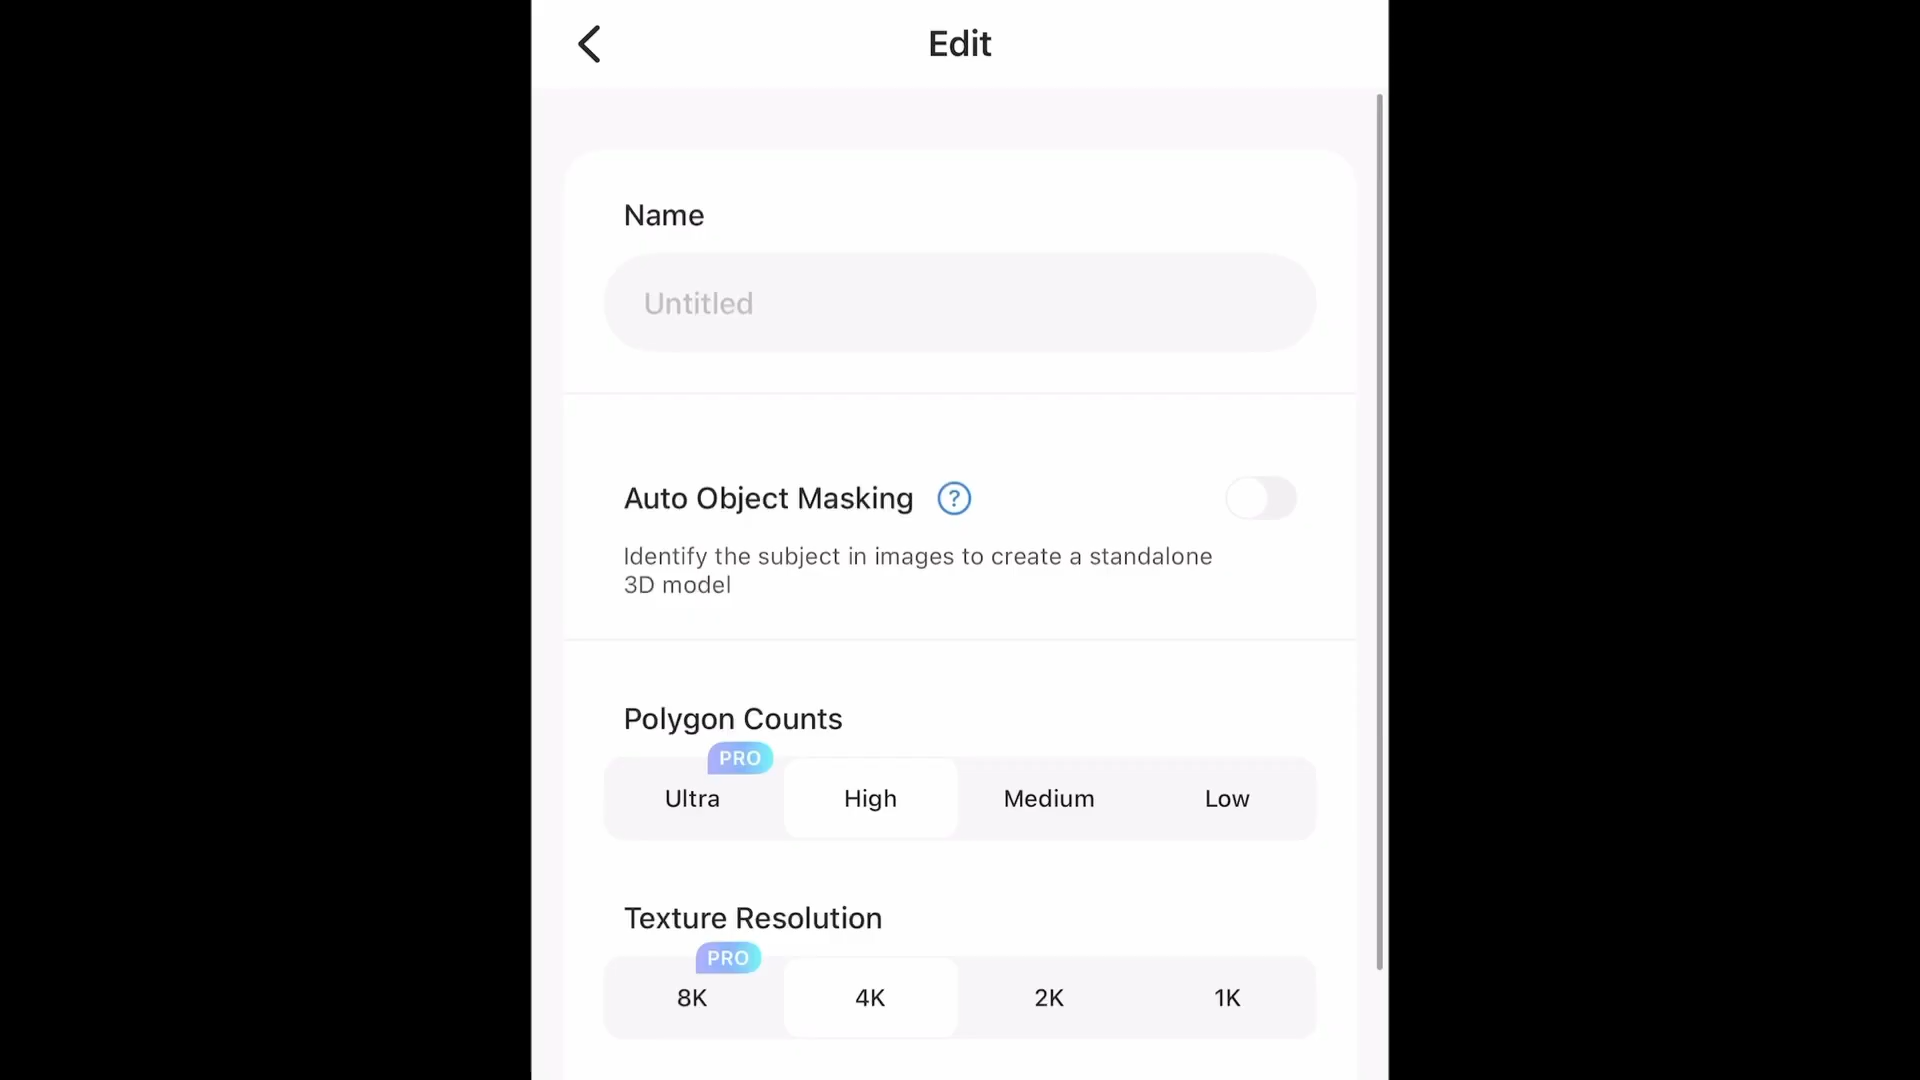 Edit
Name
Untitled
Auto Object Masking ?
Identify the subject in images to create a standalone
3D model
Polygon Counts
PRO
Ultra High Medium Low
Texture Resolution
PRO
8K 4K 2K 1K